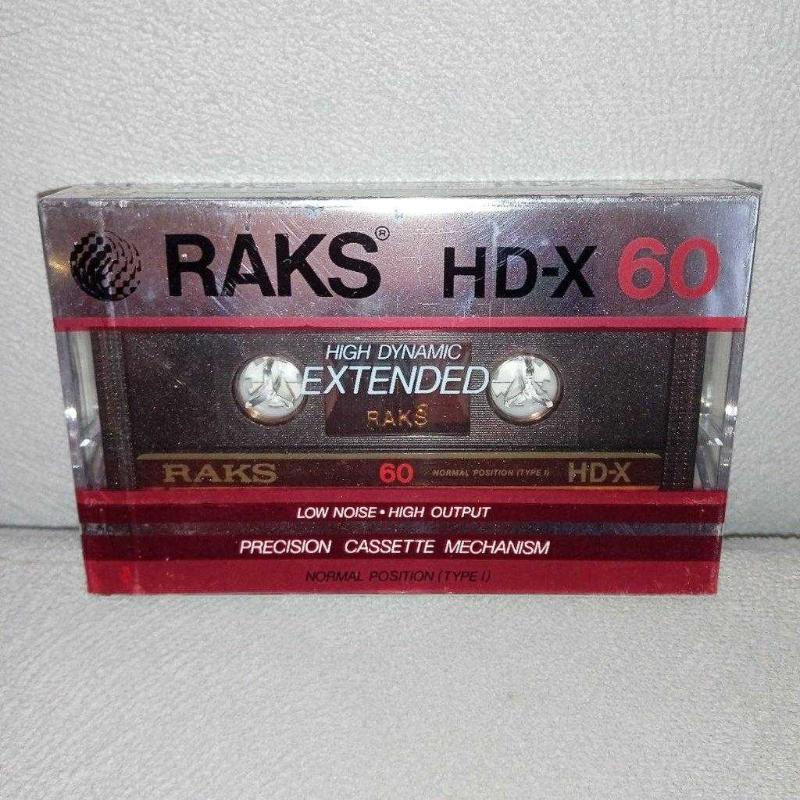 RAKS® HD-X 60
HIGH DYNAMIC
EXTENDED
RAKS
RAKS 60 NORMAL POSITION (TYPE I) HD-X
LOW NOISE • HIGH OUTPUT
PRECISION CASSETTE MECHANISM
NORMAL POSITION (TYPE I)